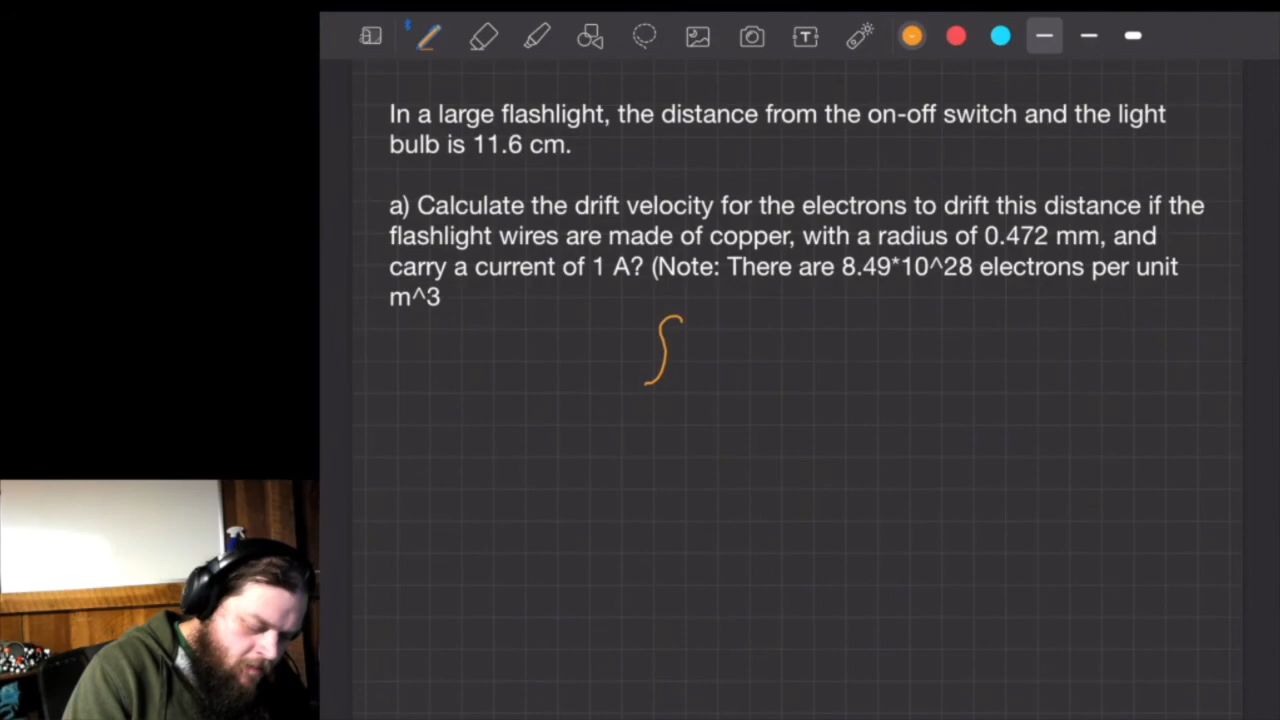 In a large flashlight, the distance from the on-off switch and the light
bulb is 11.6 cm.
a) Calculate the drift velocity for the electrons to drift this distance if the
flashlight wires are made of copper, with a radius of 0.472 mm, and
carry a current of 1 A? (Note: There are 8.49*10^28 electrons per unit
m^3